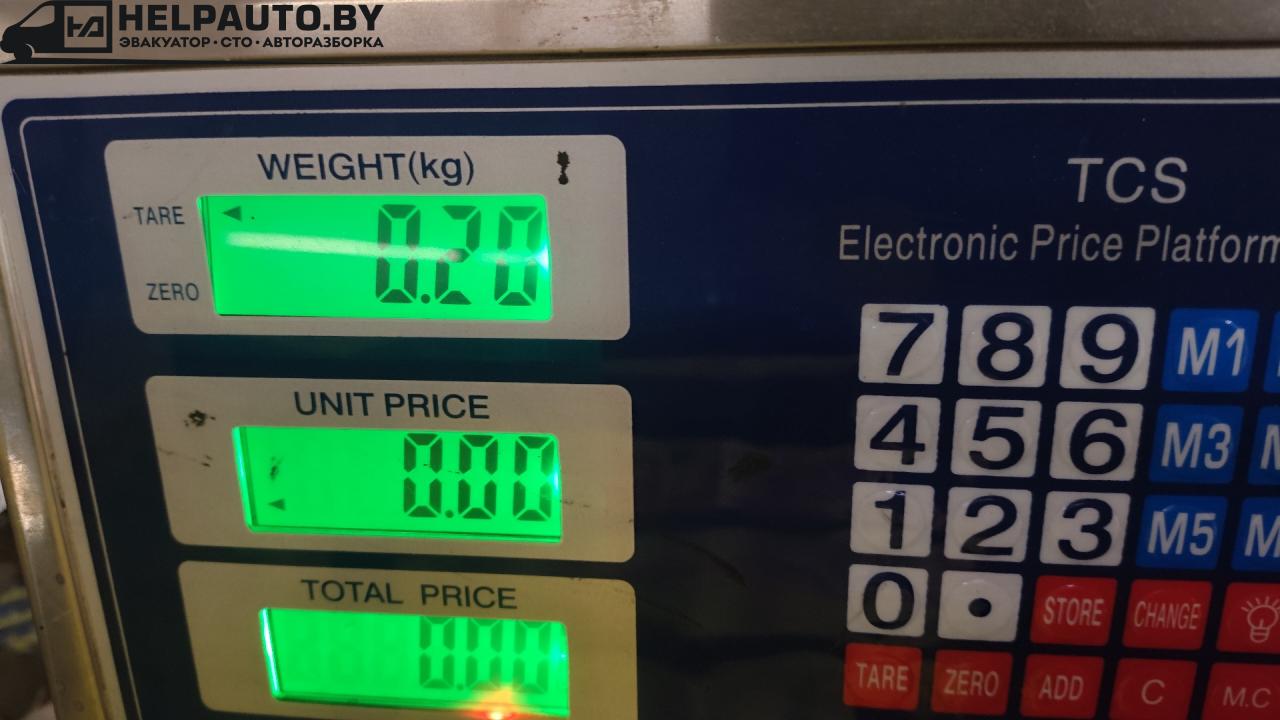 HELPAUTO.BY
ЭВАКУАТОР · СТО · АВТОРАЗБОРКА
WEIGHT(kg)
TARE
0.20
ZERO
UNIT PRICE
0.00
TOTAL PRICE
0.00
TCS
Electronic Price Platform
7 8 9 M1
4 5 6 M3
1 2 3 M5
0 . STORE CHANGE
TARE ZERO ADD C M.C